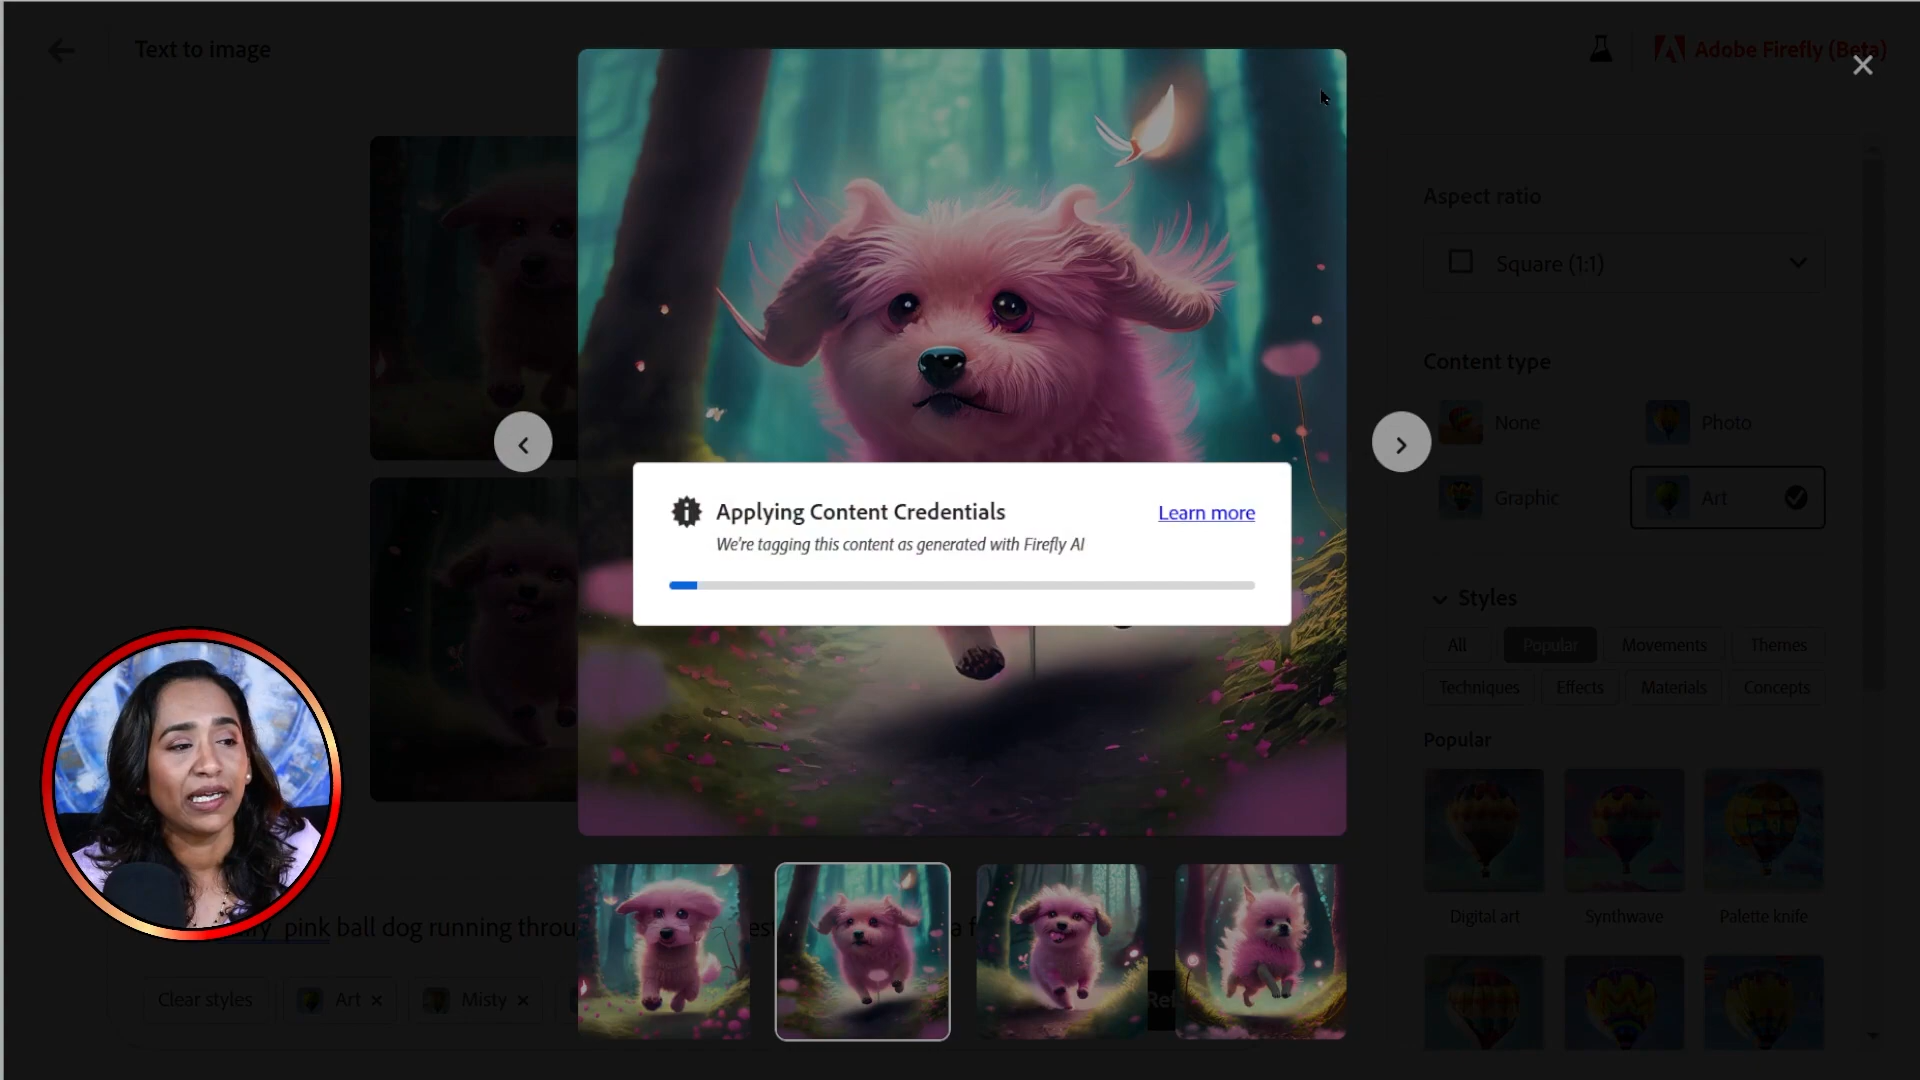 Text to image
Adobe Firefly (Beta)
Aspect ratio
Square (1:1)
Content type
None
Photo
Graphic
Art
Applying Content Credentials
Learn more
We're tagging this content as generated with Firefly AI
Styles
All
Popular
Movements
Themes
Techniques
Effects
Materials
Concepts
Popular
Digital art
Synthwave
Palette knife
pink ball dog running
Clear styles
Art
Misty